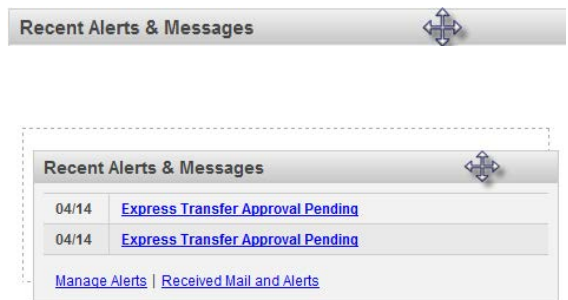 Recent Alerts & Messages
Recent Alerts & Messages
04/14 Express Transfer Approval Pending
04/14 Express Transfer Approval Pending
Manage Alerts | Received Mail and Alerts